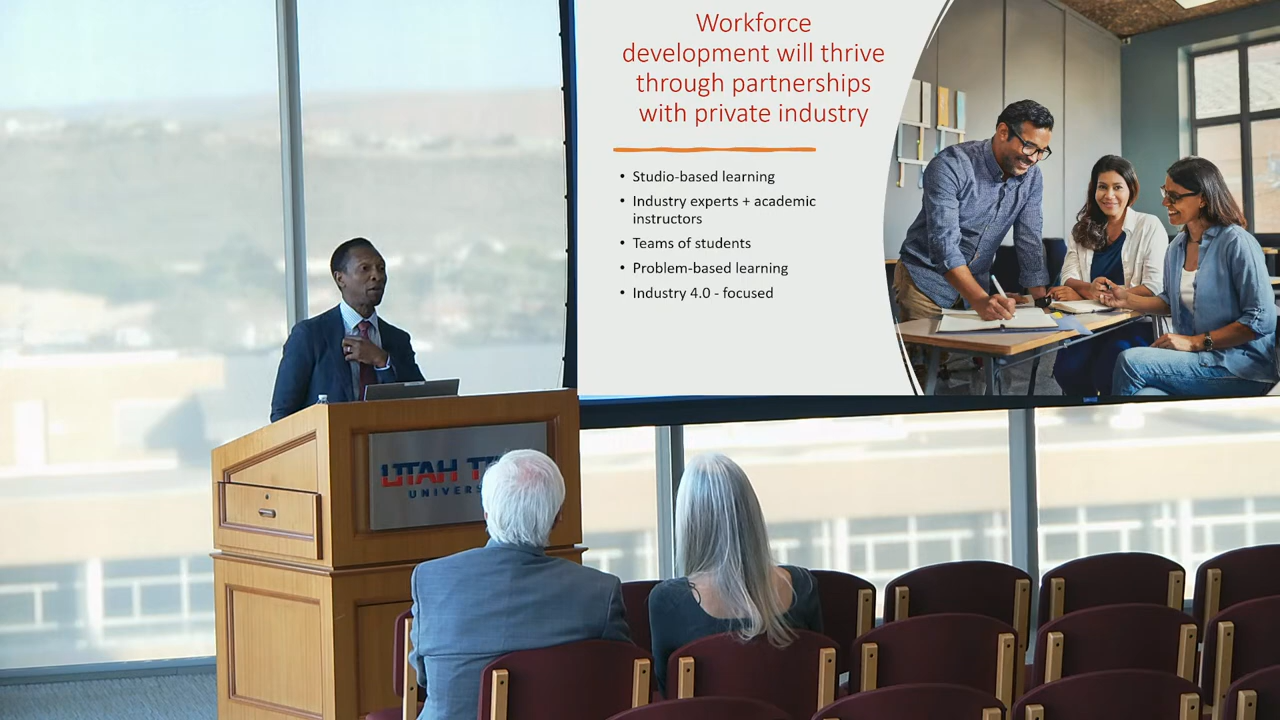 Workforce
development will thrive
through partnerships
with private industry
• Studio-based learning
• Industry experts + academic
instructors
• Teams of students
• Problem-based learning
• Industry 4.0 - focused
UTAH